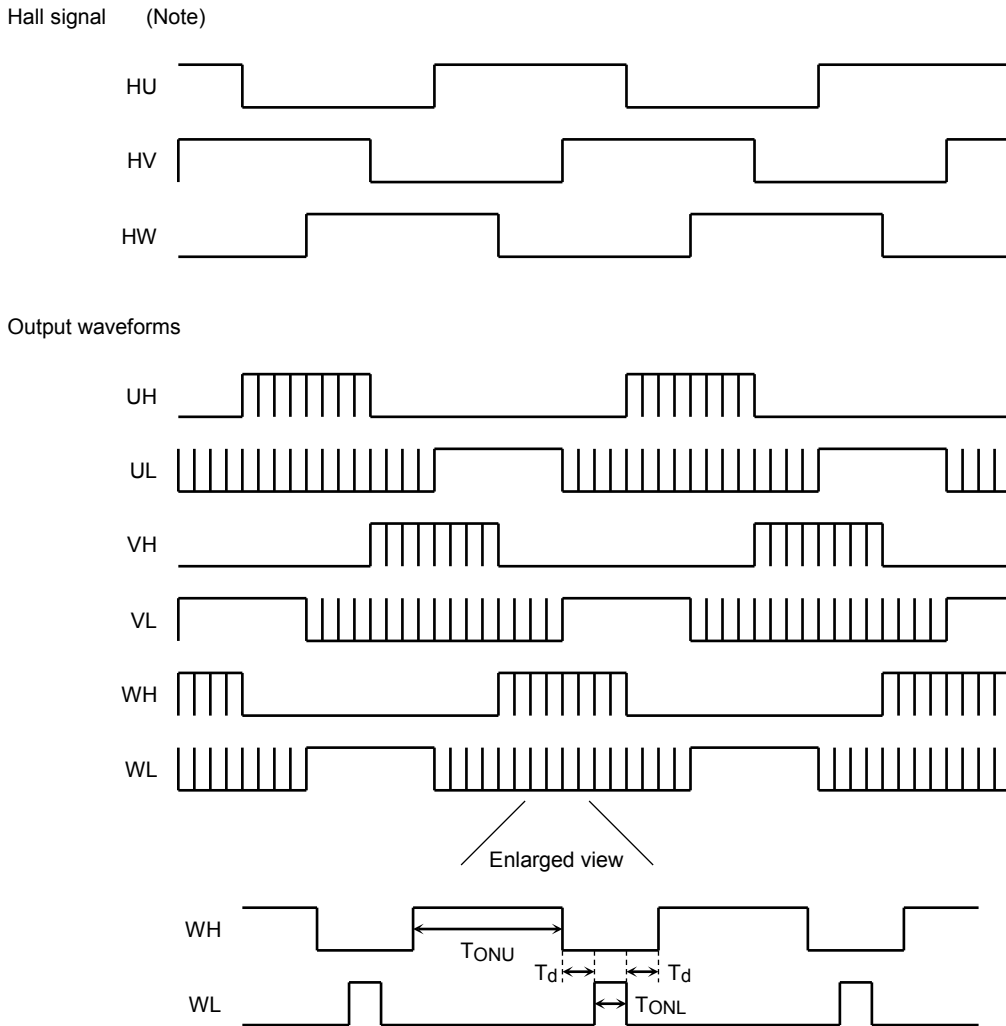 Hall signal (Note)
HU
HV
HW
Output waveforms
UH
UL
VH
VL
WH
WL
Enlarged view
WH
TONU
Td Td
WL
TONL